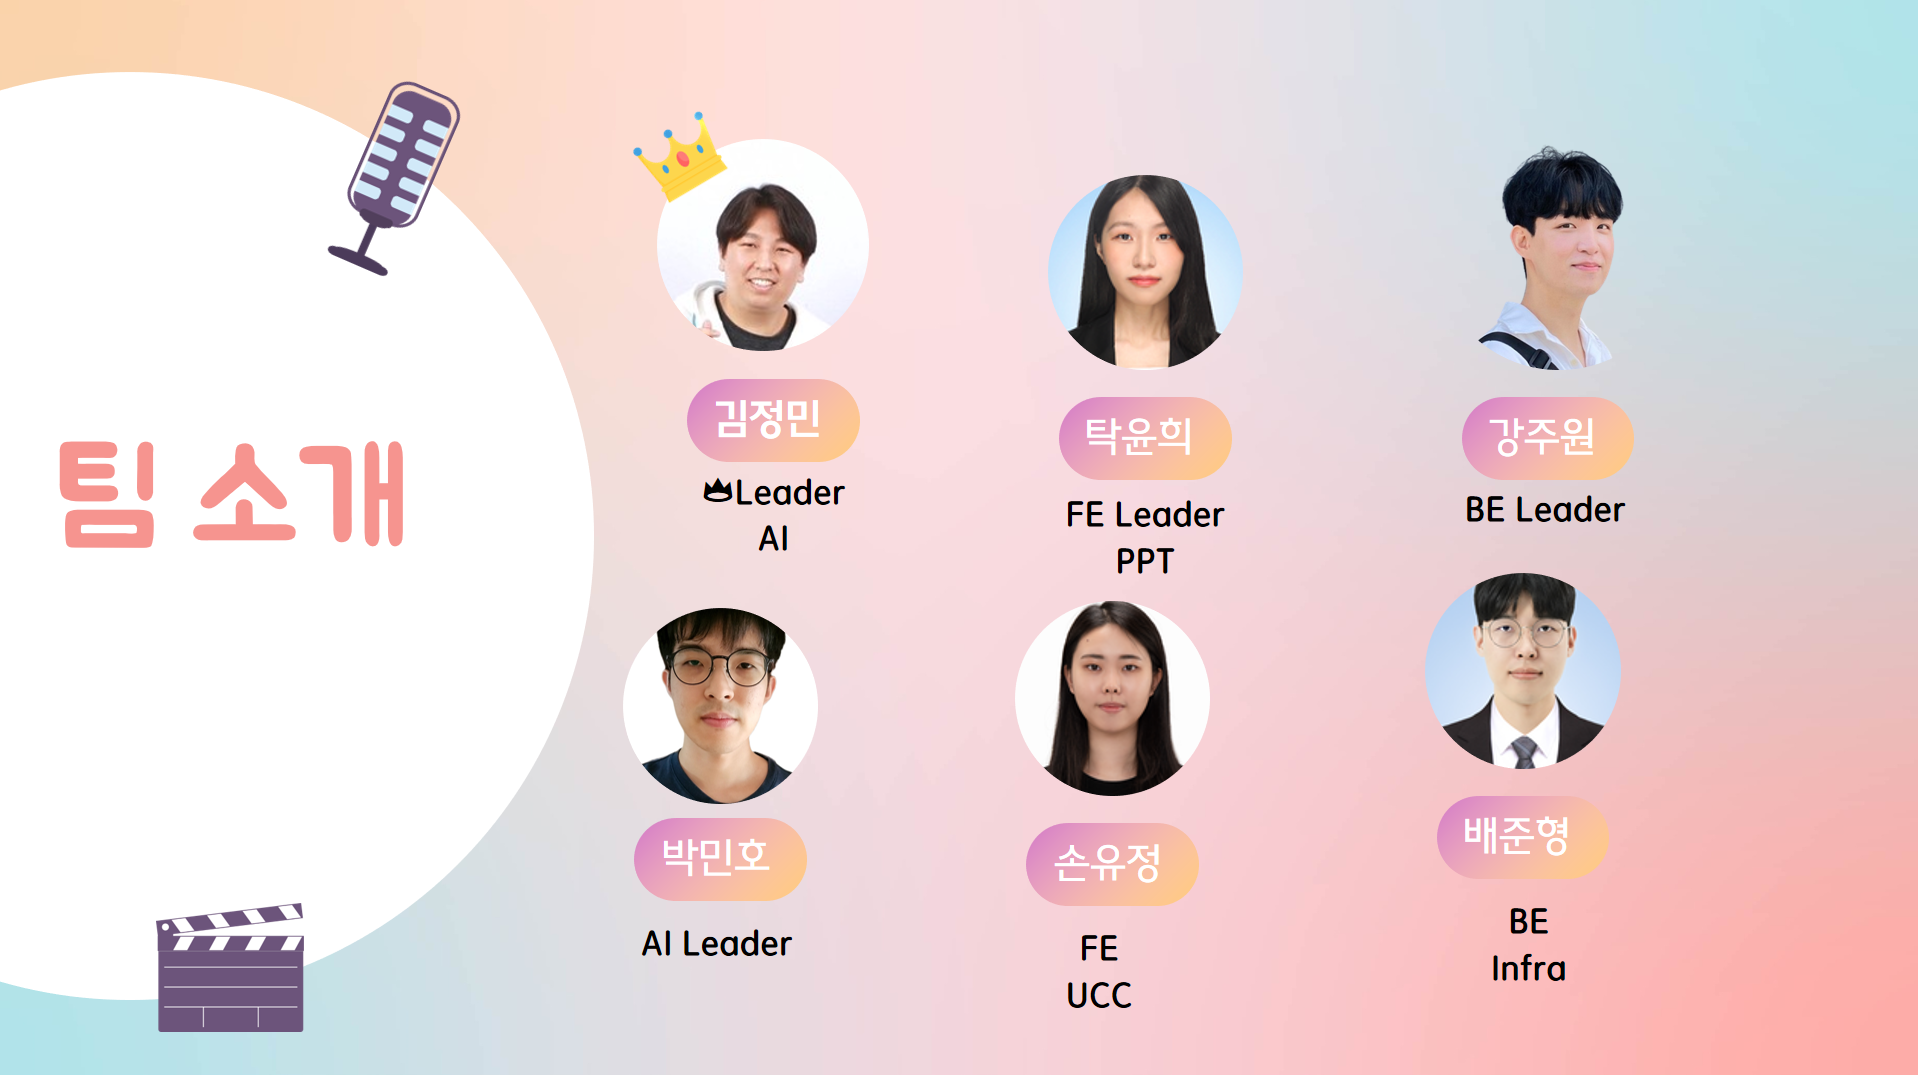 팀 소개
김정민
Leader
AI
탁윤희
FE Leader
PPT
강주원
BE Leader
박민호
AI Leader
손유정
FE
UCC
배준형
BE
Infra